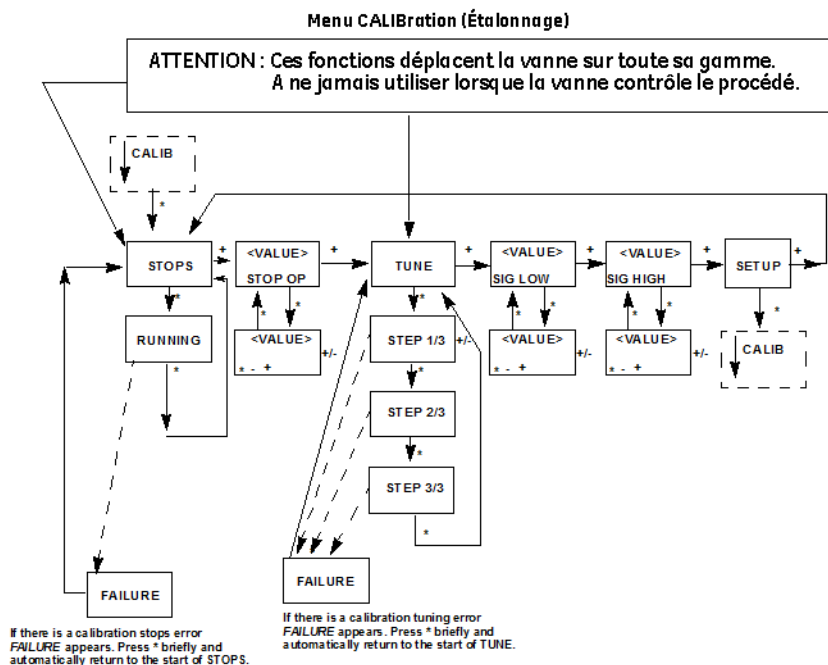 Menu CALIBration (Étalonnage)
ATTENTION : Ces fonctions déplacent la vanne sur toute sa gamme.
A ne jamais utiliser lorsque la vanne contrôle le procédé.
CALIB
*
STOPS
+
<VALUE>
STOP OP
+
TUNE
+
<VALUE>
SIG LOW
+
<VALUE>
SIG HIGH
+
SETUP
+
*
RUNNING
*
*
*
<VALUE>
* - +
+/-
*
STEP 1/3
+/-
*
STEP 2/3
*
STEP 3/3
*
*
*
<VALUE>
* - +
+/-
*
*
<VALUE>
* - +
+/-
*
CALIB
FAILURE
If there is a calibration stops error
FAILURE appears. Press * briefly and
automatically return to the start of STOPS.
FAILURE
If there is a calibration tuning error
FAILURE appears. Press * briefly and
automatically return to the start of TUNE.